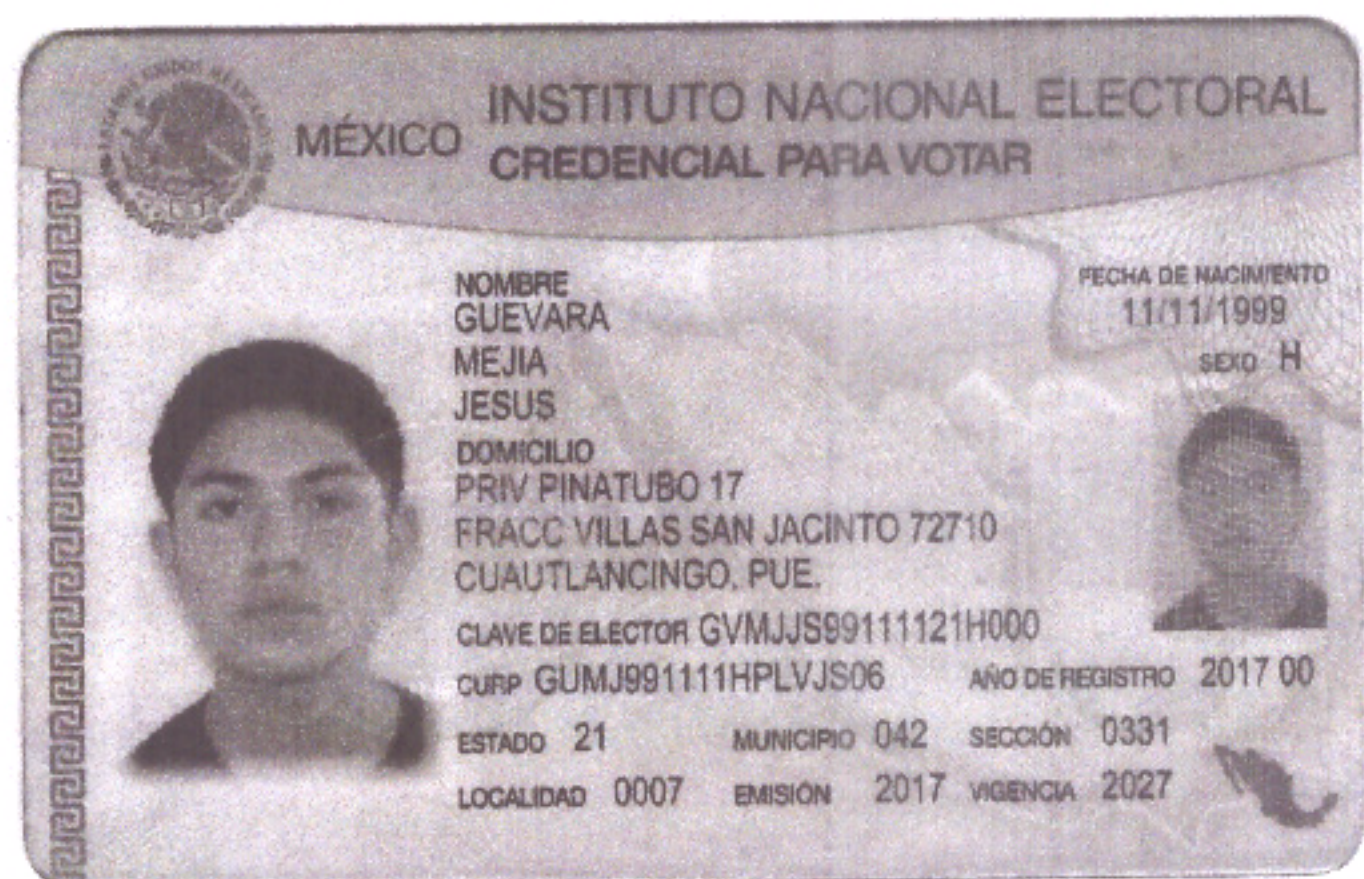 MÉXICO
INSTITUTO NACIONAL ELECTORAL
CREDENCIAL PARA VOTAR
NOMBRE
GUEVARA
MEJIA
JESUS
FECHA DE NACIMIENTO
11/11/1999
SEXO H
DOMICILIO
PRIV PINATUBO 17
FRACC VILLAS SAN JACINTO 72710
CUAUTLANCINGO, PUE.
CLAVE DE ELECTOR GVMJJS99111121H000
CURP GUMJ991111HPLVJS06 AÑO DE REGISTRO 2017 00
ESTADO 21 MUNICIPIO 042 SECCIÓN 0331
LOCALIDAD 0007 EMISIÓN 2017 VIGENCIA 2027